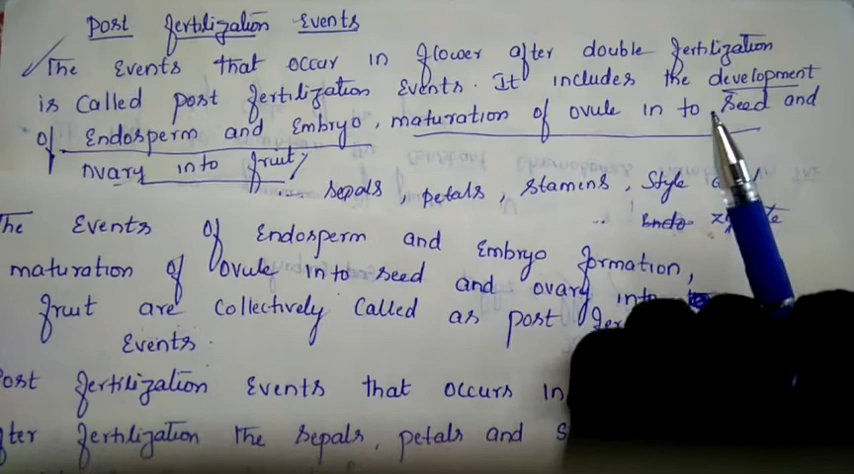 Post fertilization Events
The Events that occur in flower after double fertilization
is called post fertilization Events. It includes the development
of Endosperm and Embryo, maturation of ovule in to seed and
ovary into fruit
sepals, petals, stamens, style
Endo
The Events of Endosperm and Embryo formation,
maturation of ovule in to seed and ovary into
fruit are collectively called as post
Events.
Post fertilization Events that occurs in
fertilization the sepals, petals and